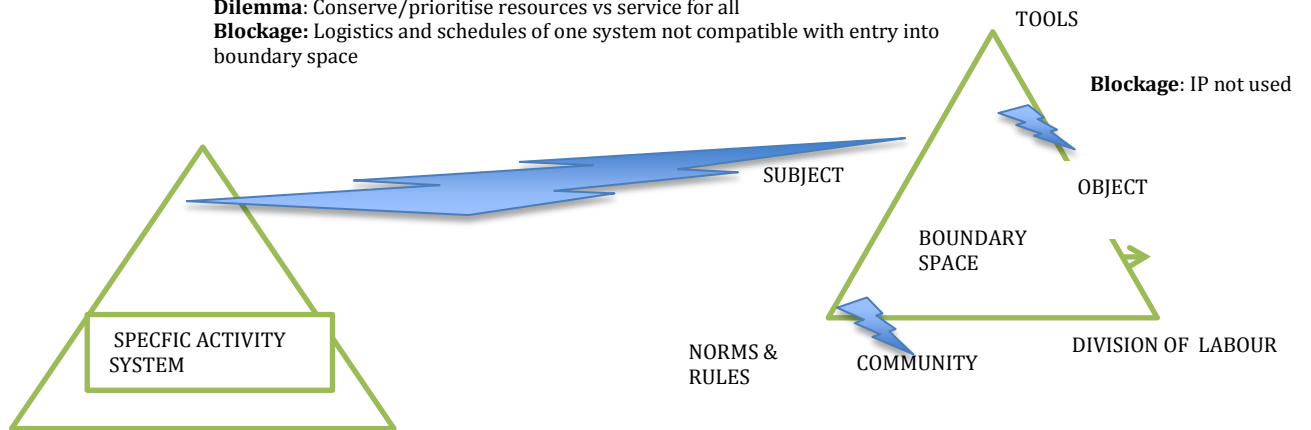 Dilemma: Conserve/prioritise resources vs service for all
Blockage: Logistics and schedules of one system not compatible with entry into
boundary space
TOOLS
Blockage: IP not used
SUBJECT
OBJECT
BOUNDARY
SPACE
SPECFIC ACTIVITY
SYSTEM
NORMS &
RULES
COMMUNITY
DIVISION OF LABOUR